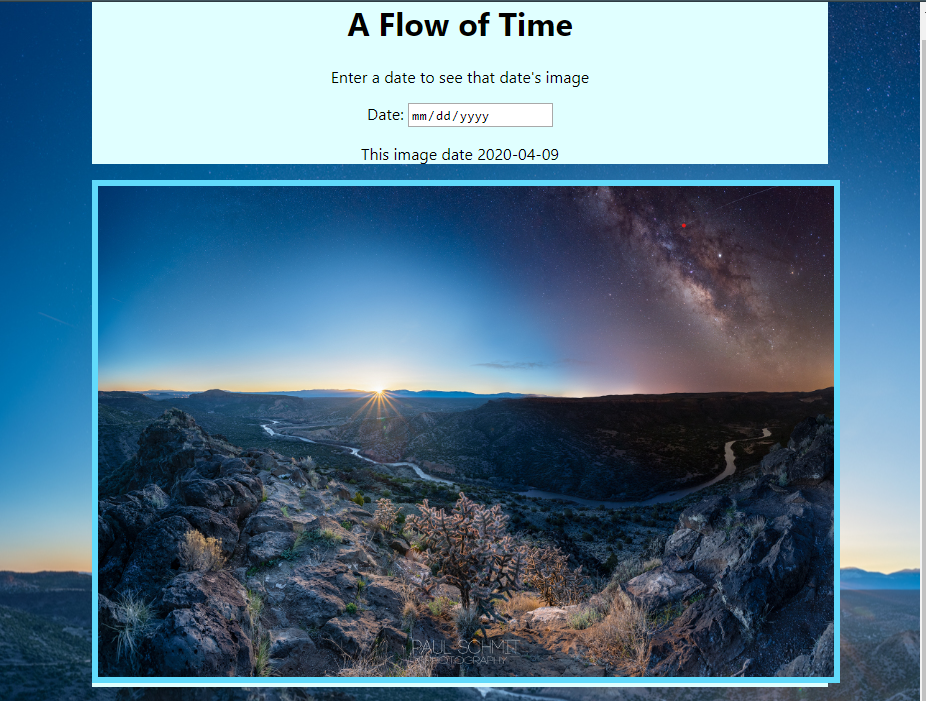 A Flow of Time
Enter a date to see that date's image
Date: mm/dd/yyyy
This image date 2020-04-09
PAUL SCHMIT
PHOTOGRAPHY